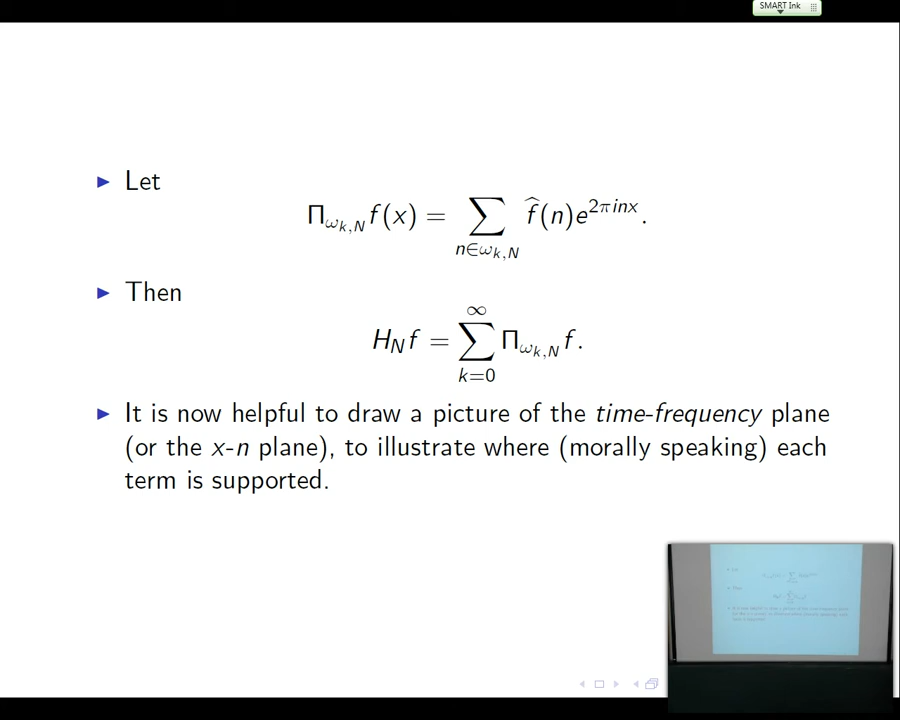 SMART Ink
Let
Π_{ω_{k,N}} f(x) = ∑_{n∈ω_{k,N}} \widehat{f}(n)e^{2πinx}.
Then
H_N f = ∑_{k=0}^{∞} Π_{ω_{k,N}} f.
It is now helpful to draw a picture of the time-frequency plane
(or the x-n plane), to illustrate where (morally speaking) each
term is supported.